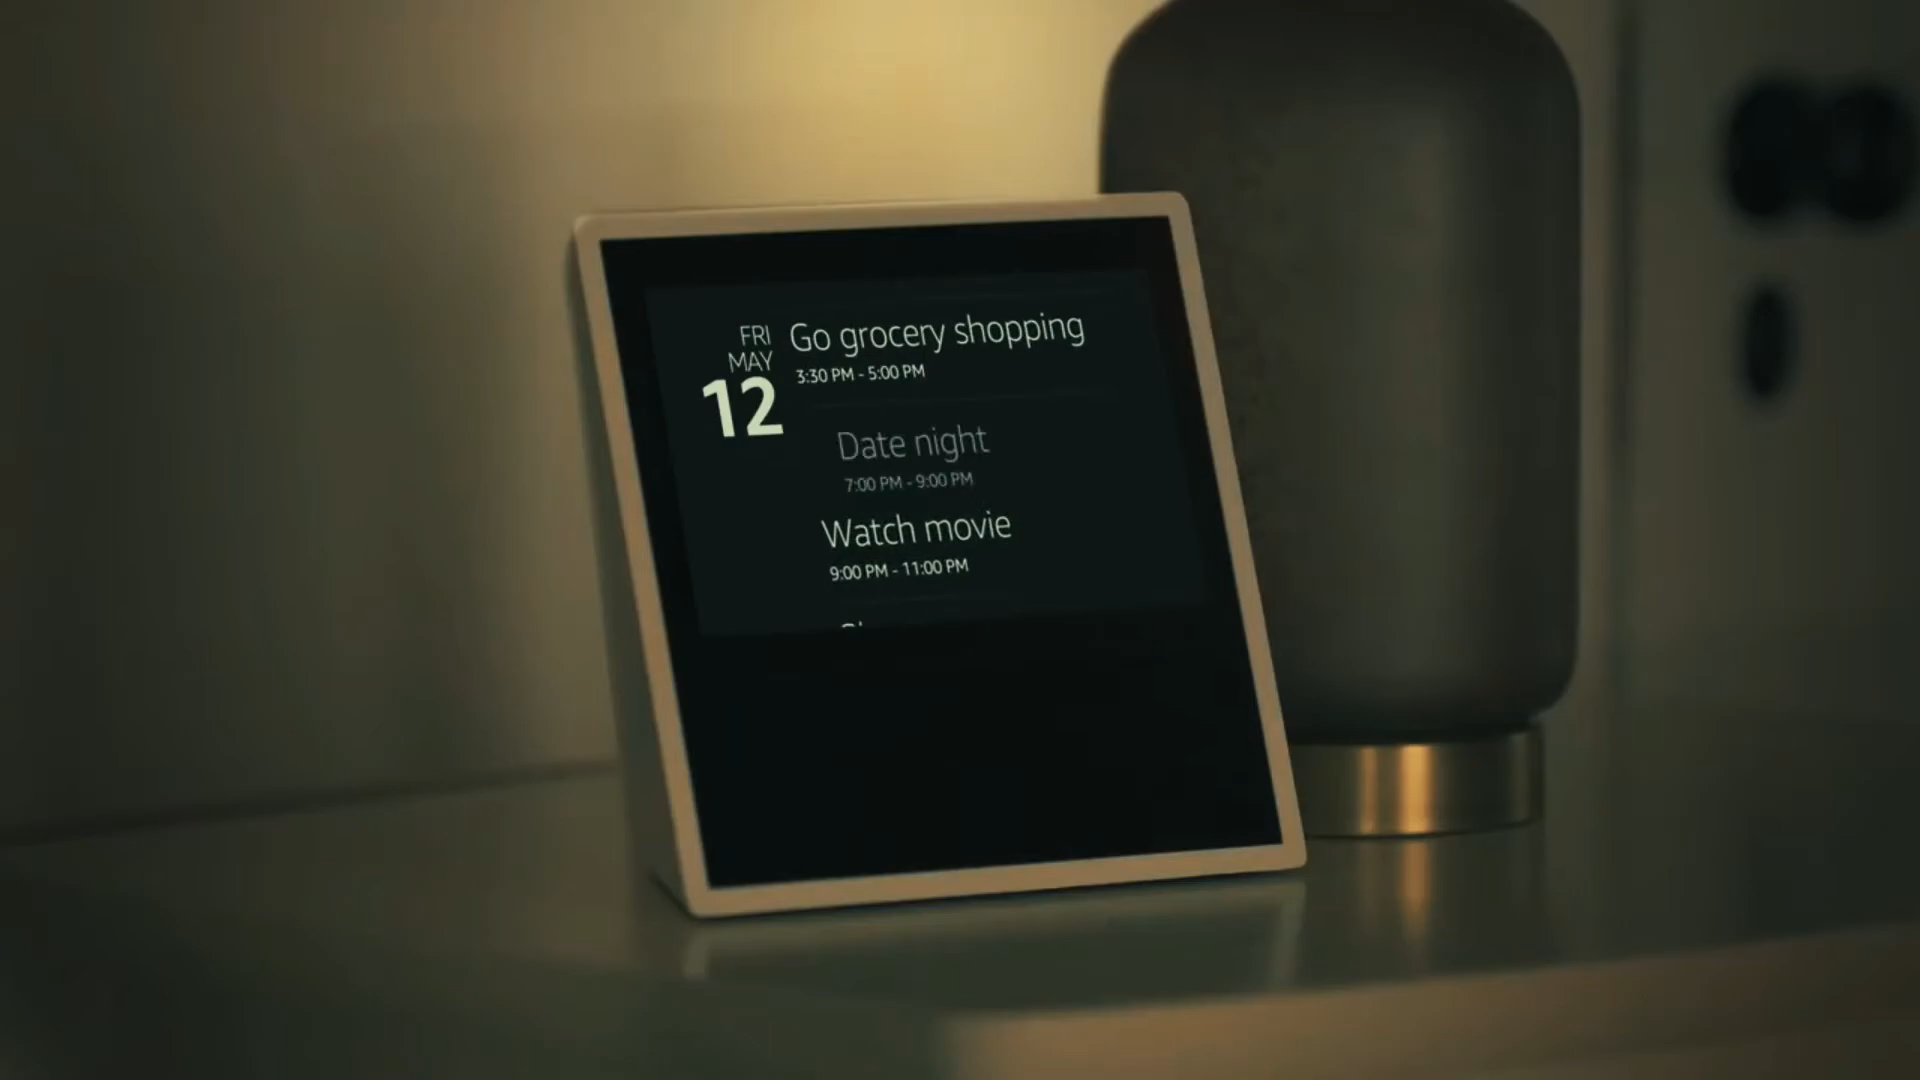 FRI
MAY
12
Go grocery shopping
3:30 PM - 5:00 PM
Date night
7:00 PM - 9:00 PM
Watch movie
9:00 PM - 11:00 PM